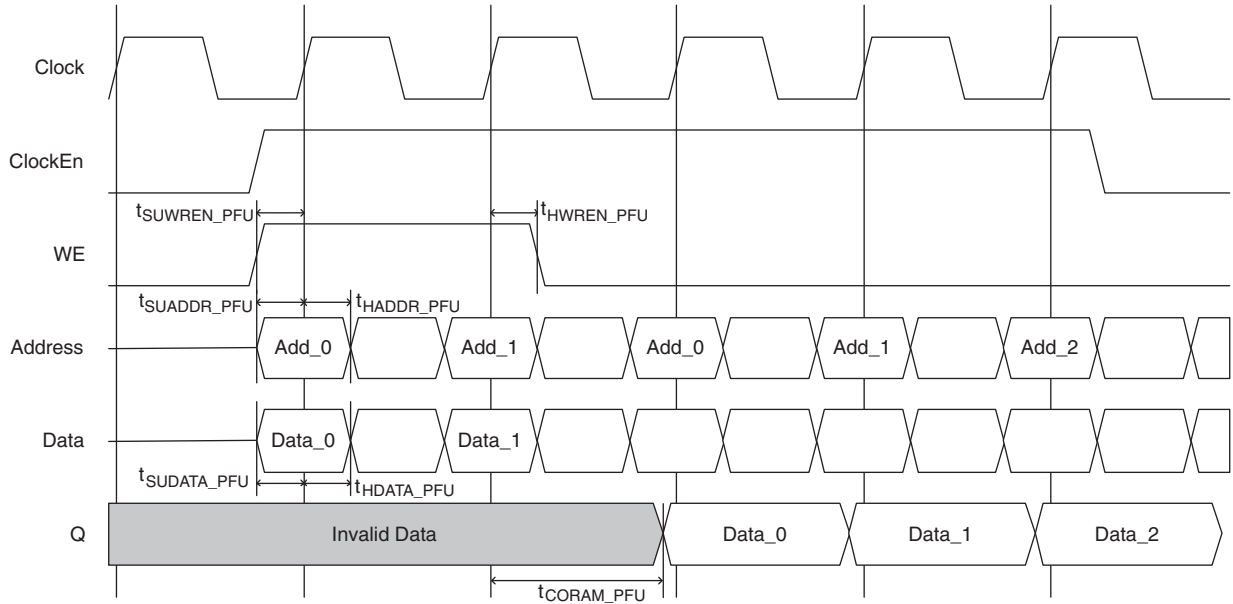 Clock
ClockEn
tSUWREN_PFU tHWREN_PFU
WE
tSUADDR_PFU tHADDR_PFU
Address Add_0 Add_1 Add_0 Add_1 Add_2
Data Data_0 Data_1
tSUDATA_PFU tHDATA_PFU
Q Invalid Data Data_0 Data_1 Data_2
tCORAM_PFU